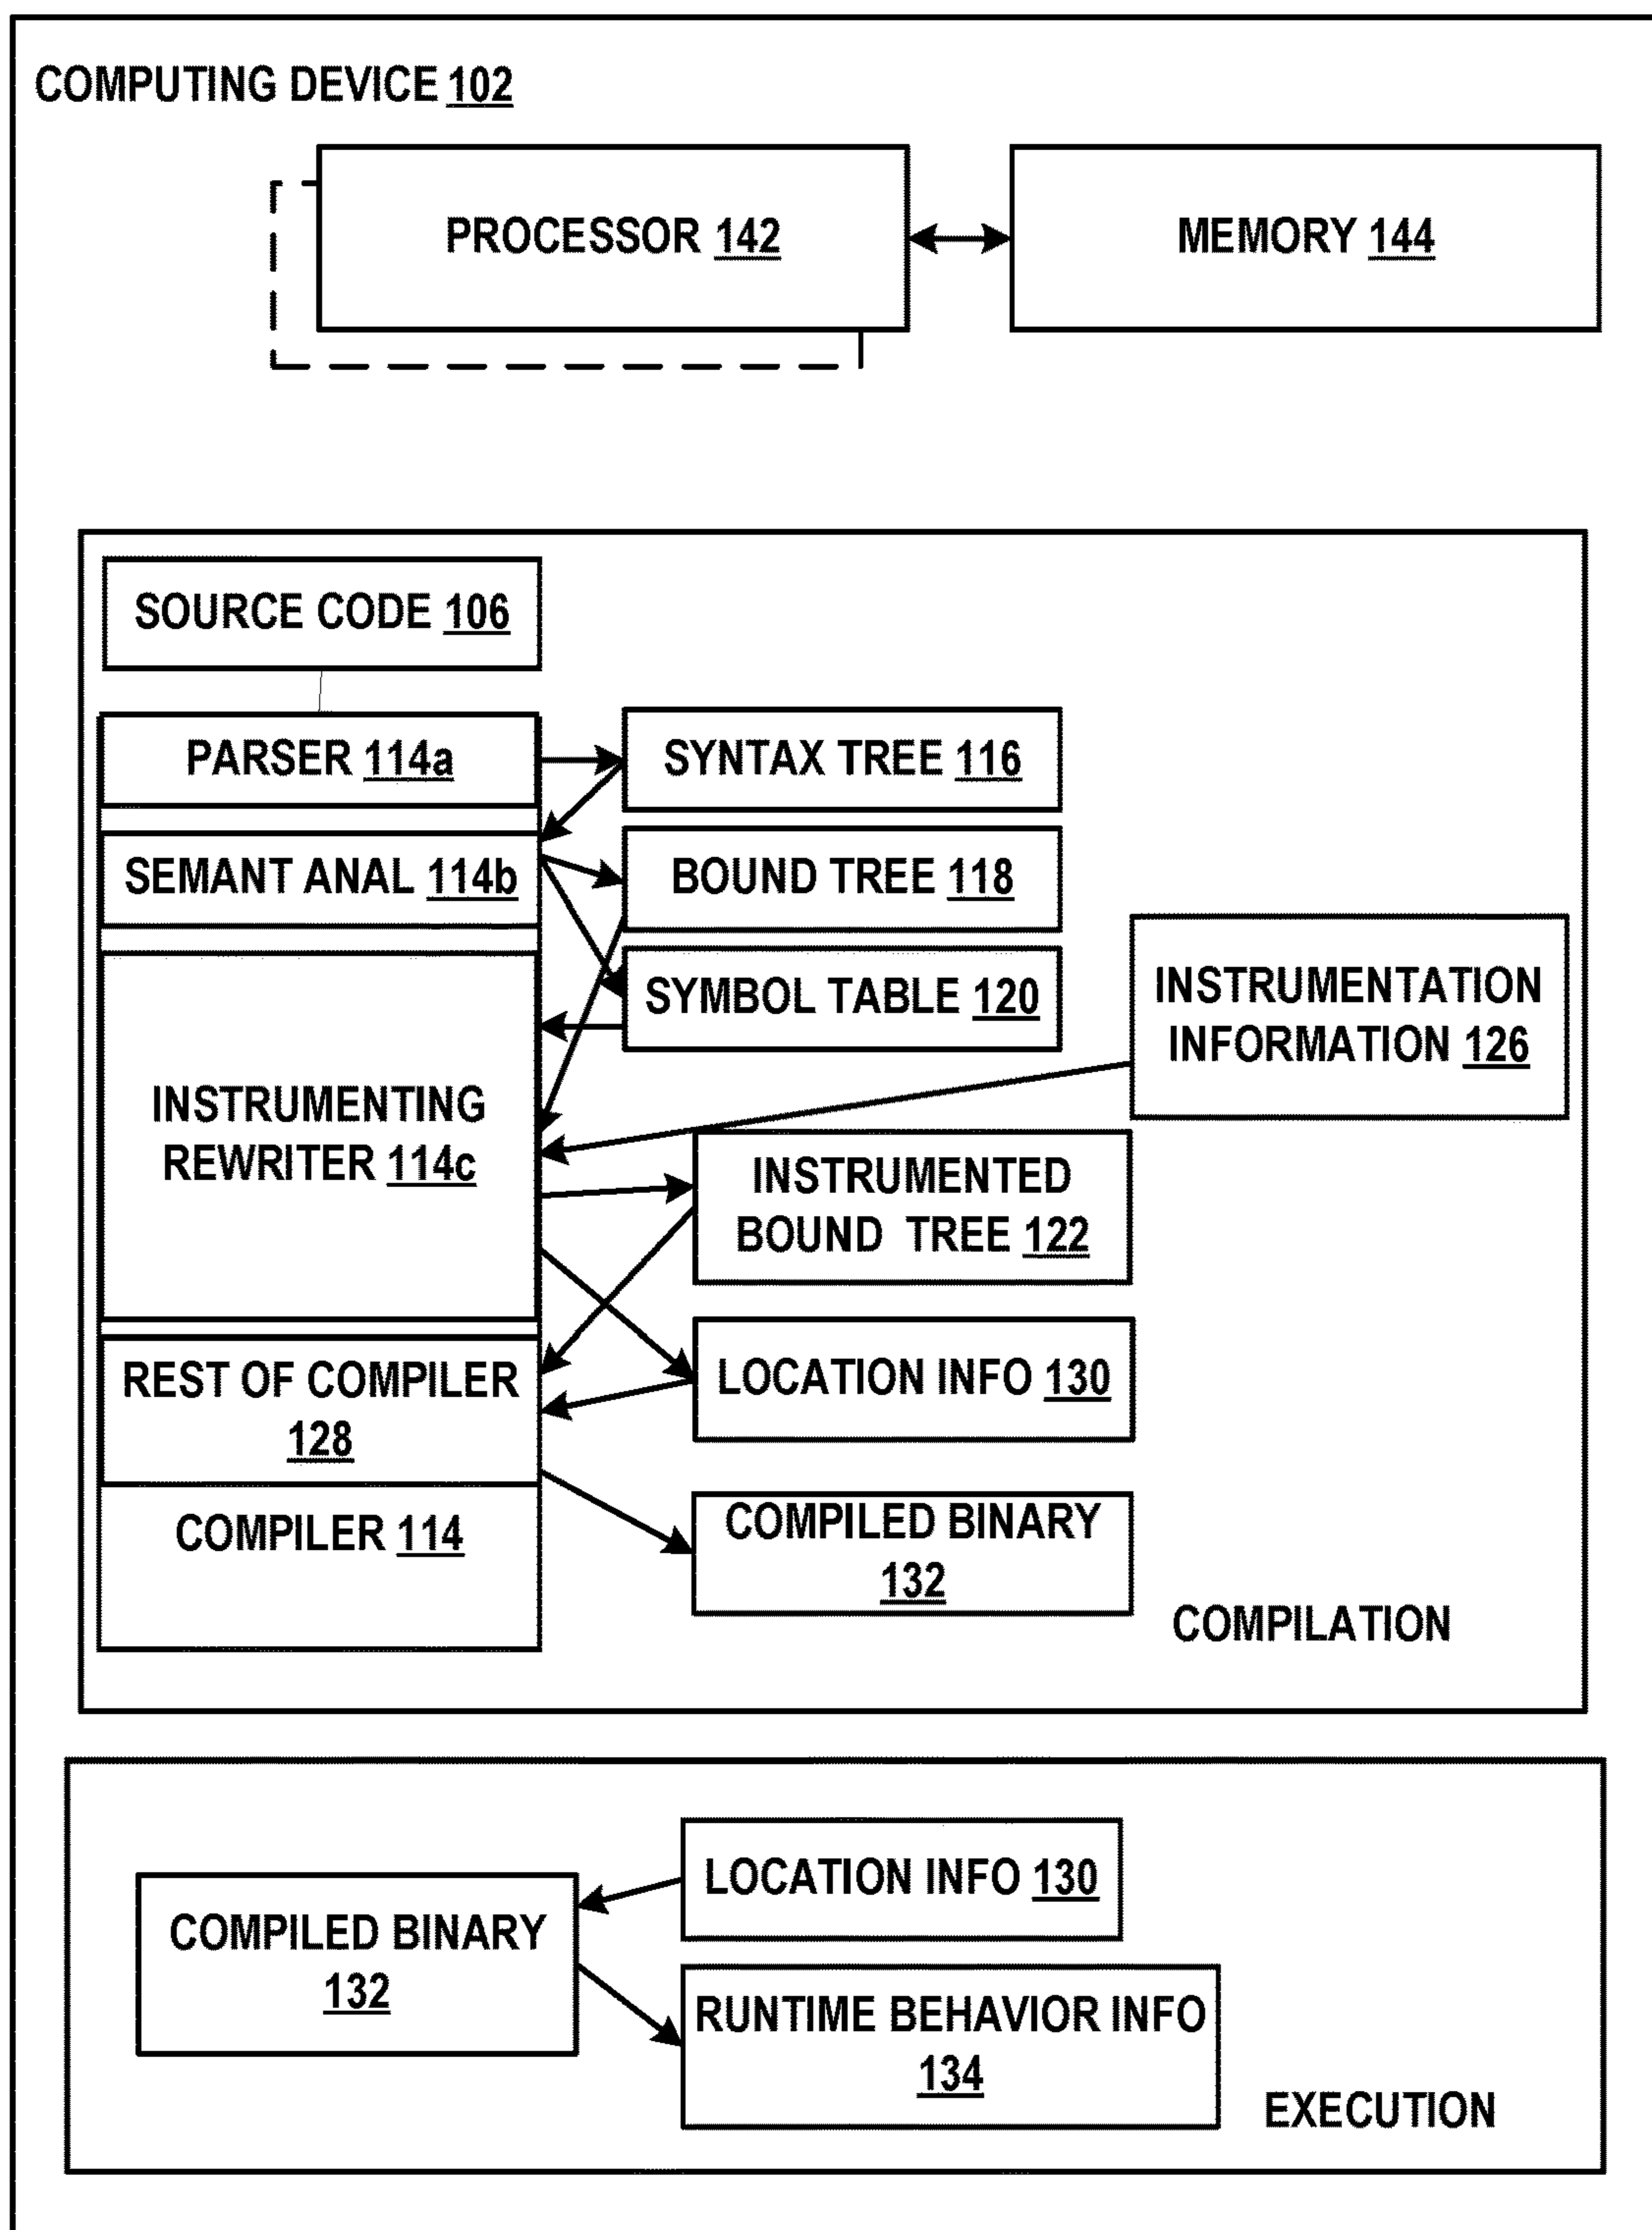 COMPUTING DEVICE 102
PROCESSOR 142
MEMORY 144
SOURCE CODE 106
PARSER 114a
SYNTAX TREE 116
SEMANT ANAL 114b
BOUND TREE 118
SYMBOL TABLE 120
INSTRUMENTATION
INFORMATION 126
INSTRUMENTING
REWRITER 114c
INSTRUMENTED
BOUND TREE 122
REST OF COMPILER
128
LOCATION INFO 130
COMPILER 114
COMPILED BINARY
132
COMPILATION
LOCATION INFO 130
COMPILED BINARY
132
RUNTIME BEHAVIOR INFO
134
EXECUTION